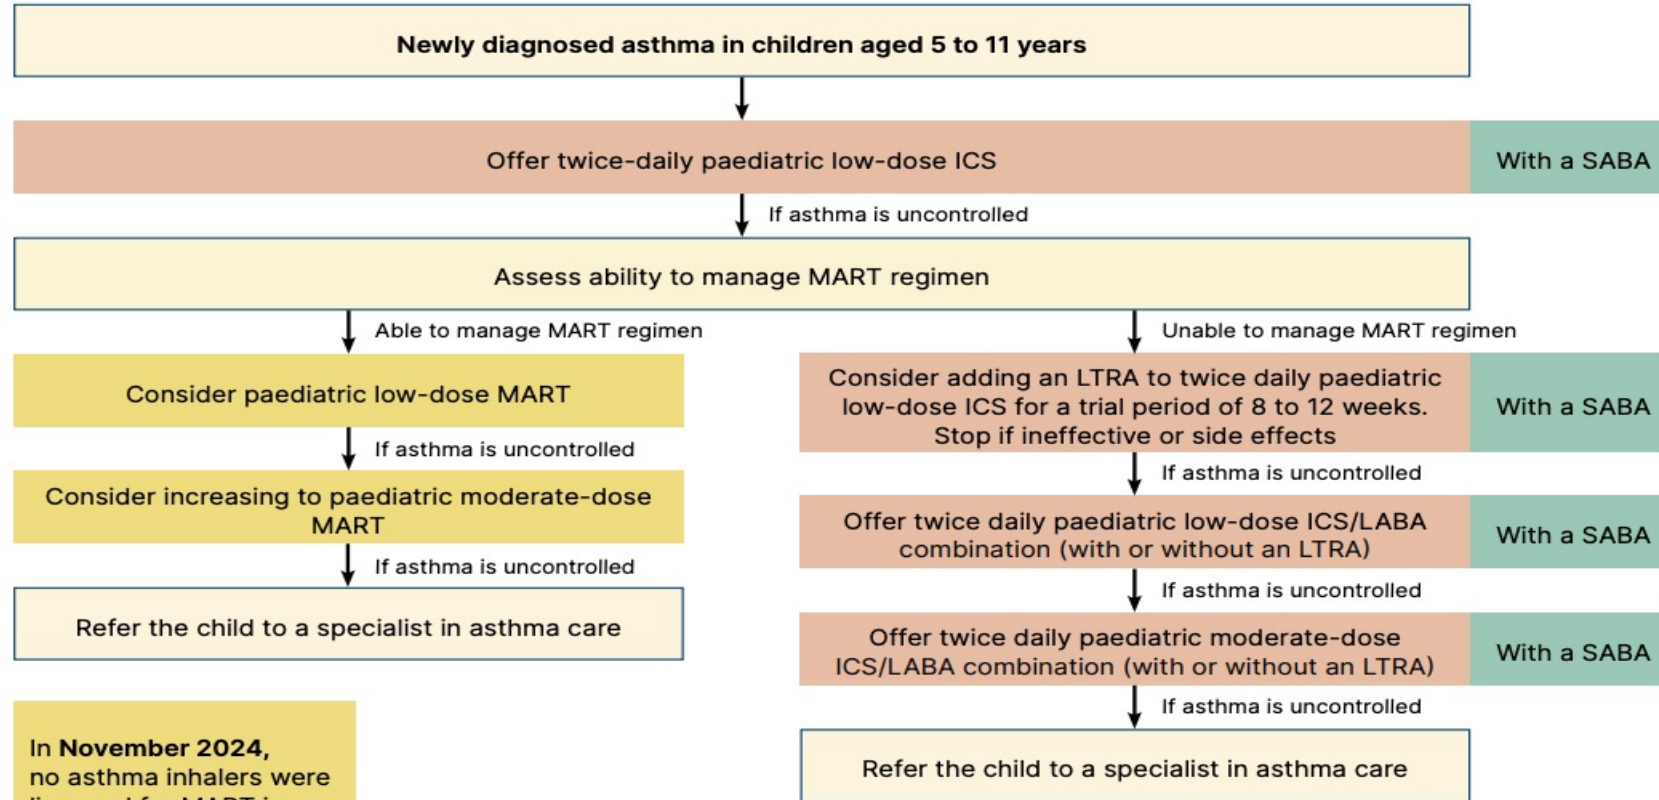 Newly diagnosed asthma in children aged 5 to 11 years
Offer twice-daily paediatric low-dose ICS
With a SABA
If asthma is uncontrolled
Assess ability to manage MART regimen
Able to manage MART regimen
Unable to manage MART regimen
Consider paediatric low-dose MART
If asthma is uncontrolled
Consider increasing to paediatric moderate-dose
MART
If asthma is uncontrolled
Refer the child to a specialist in asthma care
Consider adding an LTRA to twice daily paediatric
low-dose ICS for a trial period of 8 to 12 weeks.
Stop if ineffective or side effects
With a SABA
If asthma is uncontrolled
Offer twice daily paediatric low-dose ICS/LABA
combination (with or without an LTRA)
With a SABA
If asthma is uncontrolled
Offer twice daily paediatric moderate-dose
ICS/LABA combination (with or without an LTRA)
With a SABA
If asthma is uncontrolled
Refer the child to a specialist in asthma care
In November 2024,
no asthma inhalers were